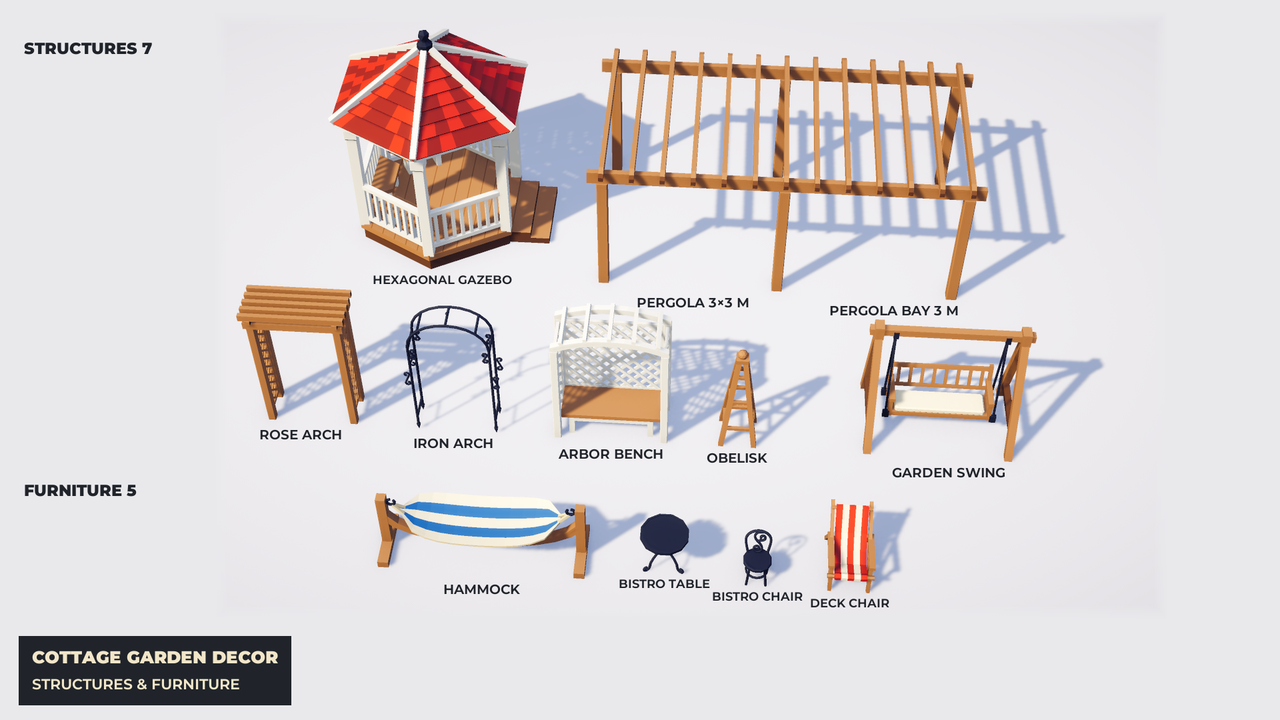 STRUCTURES 7
HEXAGONAL GAZEBO
PERGOLA 3×3 M
PERGOLA BAY 3 M
ROSE ARCH
IRON ARCH
ARBOR BENCH
OBELISK
GARDEN SWING
FURNITURE 5
HAMMOCK
BISTRO TABLE
BISTRO CHAIR
DECK CHAIR
COTTAGE GARDEN DECOR
STRUCTURES & FURNITURE